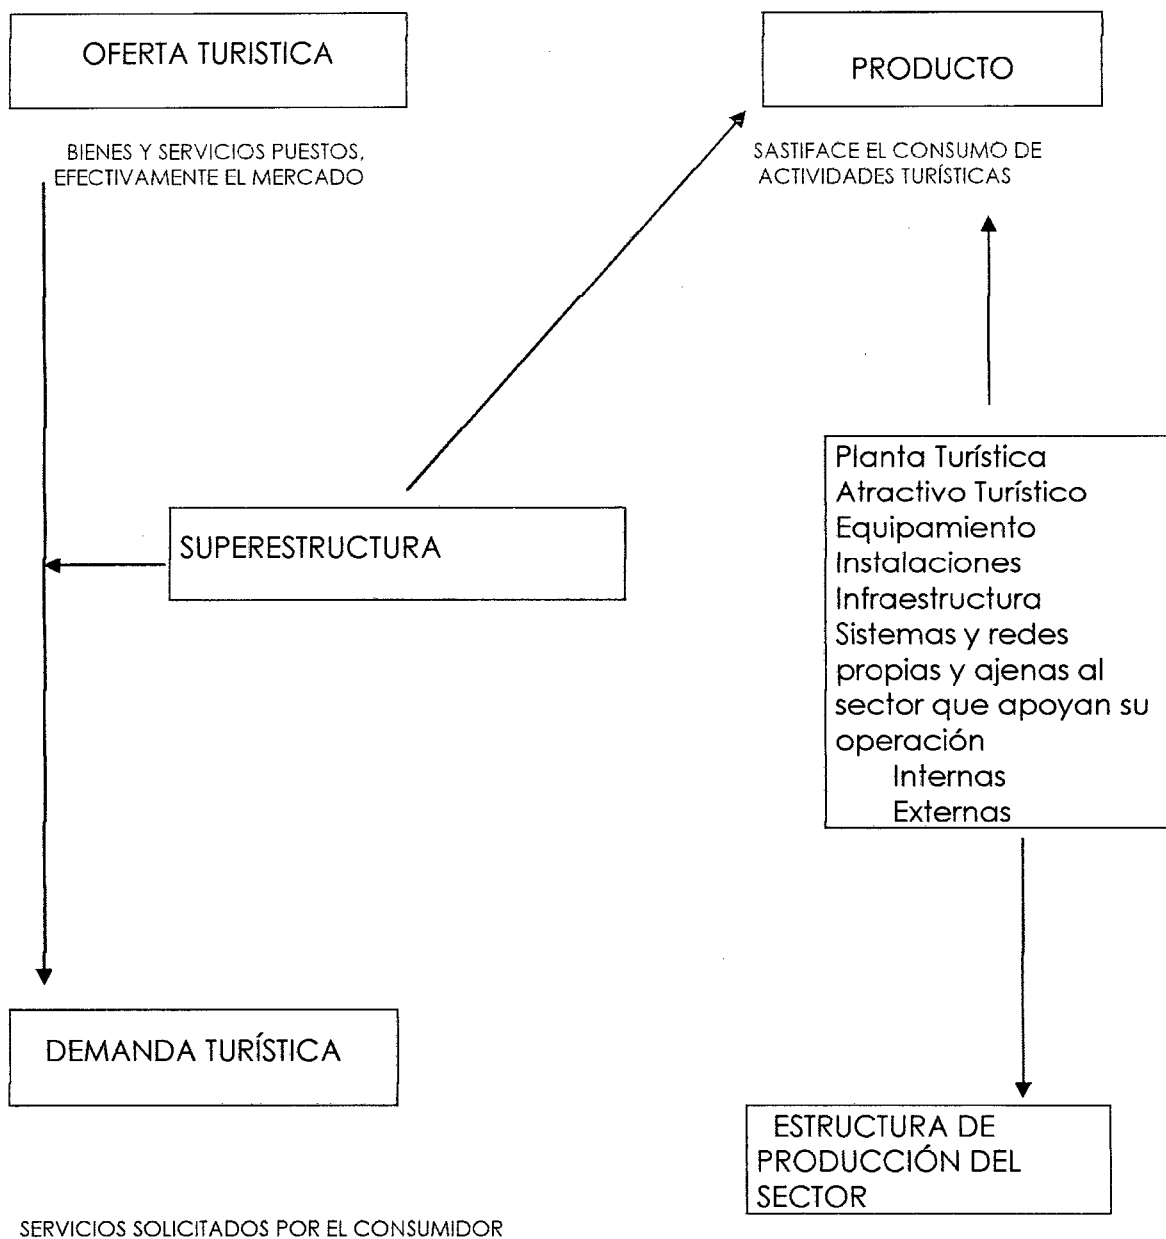 OFERTA TURISTICA
BIENES Y SERVICIOS PUESTOS,
EFECTIVAMENTE EL MERCADO
PRODUCTO
SASTIFACE EL CONSUMO DE
ACTIVIDADES TURÍSTICAS
SUPERESTRUCTURA
Planta Turística
Atractivo Turístico
Equipamiento
Instalaciones
Infraestructura
Sistemas y redes
propias y ajenas al
sector que apoyan su
operación
Internas
Externas
DEMANDA TURÍSTICA
SERVICIOS SOLICITADOS POR EL CONSUMIDOR
ESTRUCTURA DE
PRODUCCIÓN DEL
SECTOR